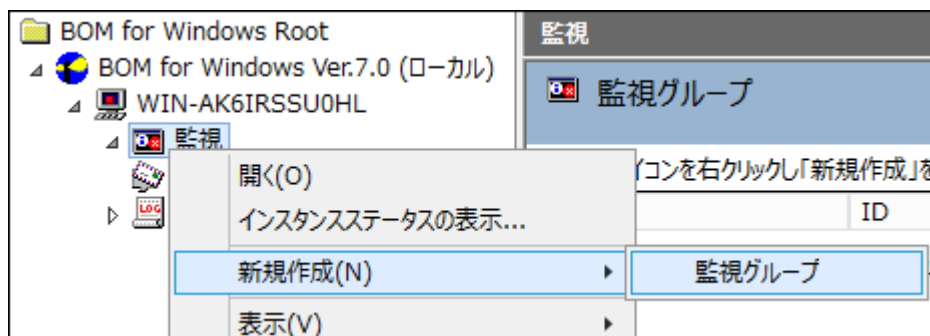 BOM for Windows Root
BOM for Windows Ver.7.0 (ローカル)
WIN-AK6IRSSU0HL
監視
開く(O)
インスタンスステータスの表示...
新規作成(N)
表示(V)
監視グループ
監視
監視グループ
イコンを右クリックし「新規作成」を
ID
LOG